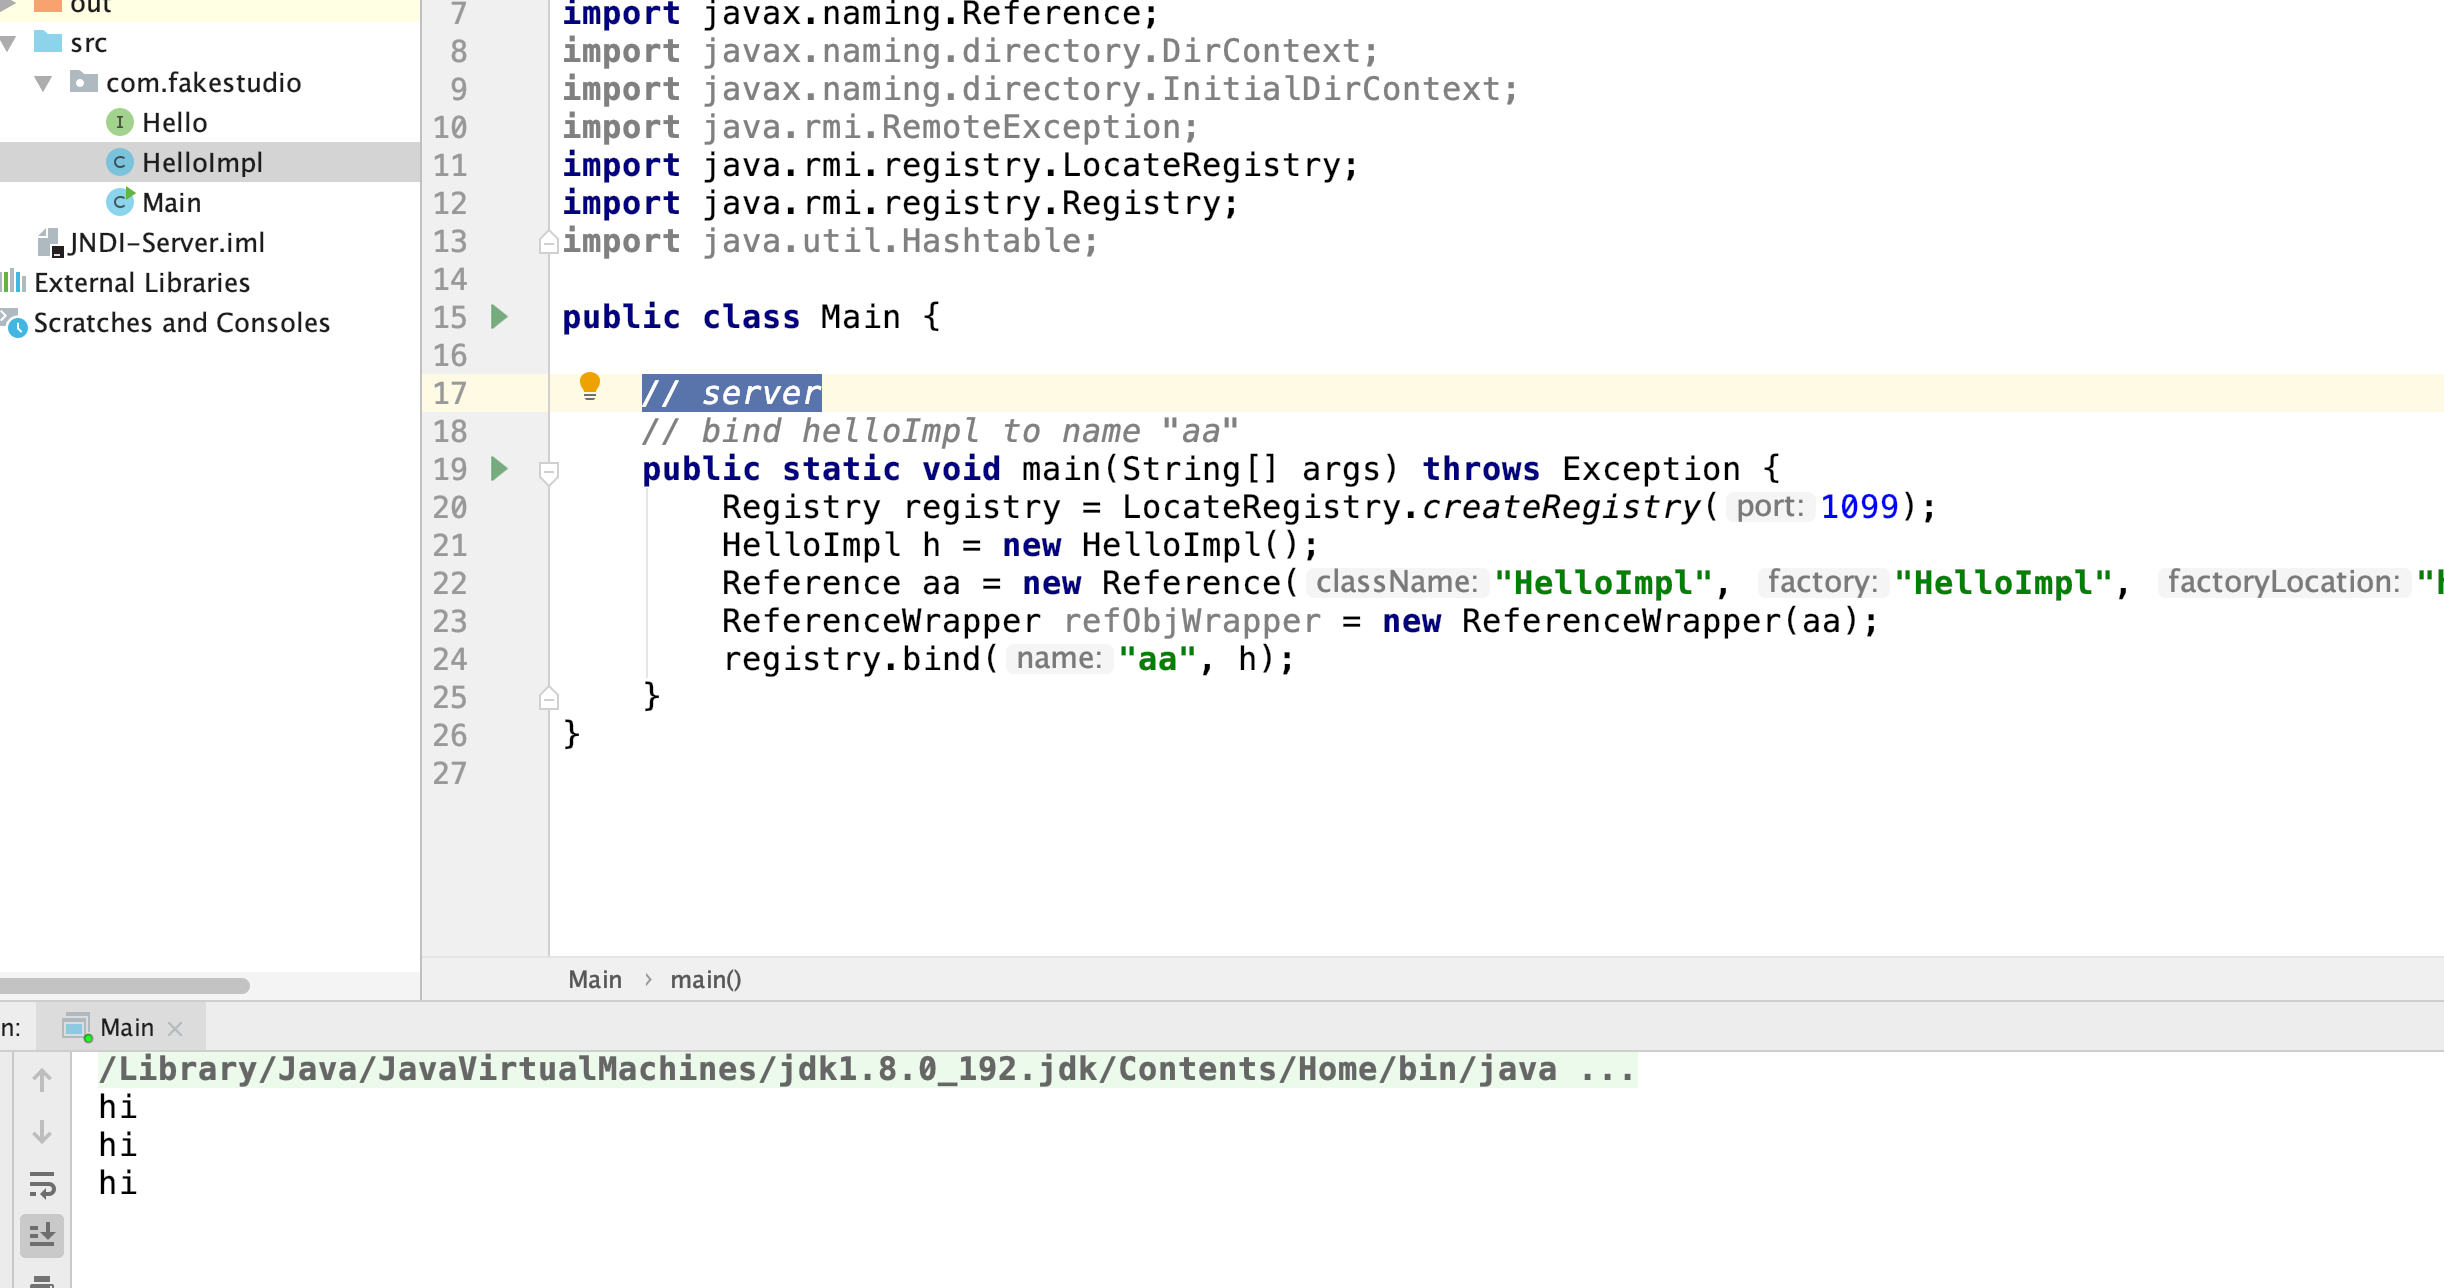 out
src
com.fakestudio
Hello
HelloImpl
Main
JNDI-Server.iml
External Libraries
Scratches and Consoles
7 import javax.naming.Reference;
8 import javax.naming.directory.DirContext;
9 import javax.naming.directory.InitialDirContext;
10 import java.rmi.RemoteException;
11 import java.rmi.registry.LocateRegistry;
12 import java.rmi.registry.Registry;
13 import java.util.Hashtable;
14
15 public class Main {
16
17 // server
18 // bind helloImpl to name "aa"
19 public static void main(String[] args) throws Exception {
20 Registry registry = LocateRegistry.createRegistry( port: 1099);
21 HelloImpl h = new HelloImpl();
22 Reference aa = new Reference( className: "HelloImpl", factory: "HelloImpl", factoryLocation: "h
23 ReferenceWrapper refObjWrapper = new ReferenceWrapper(aa);
24 registry.bind( name: "aa", h);
25 }
26 }
27
Main › main()
n: Main
/Library/Java/JavaVirtualMachines/jdk1.8.0_192.jdk/Contents/Home/bin/java ...
hi
hi
hi